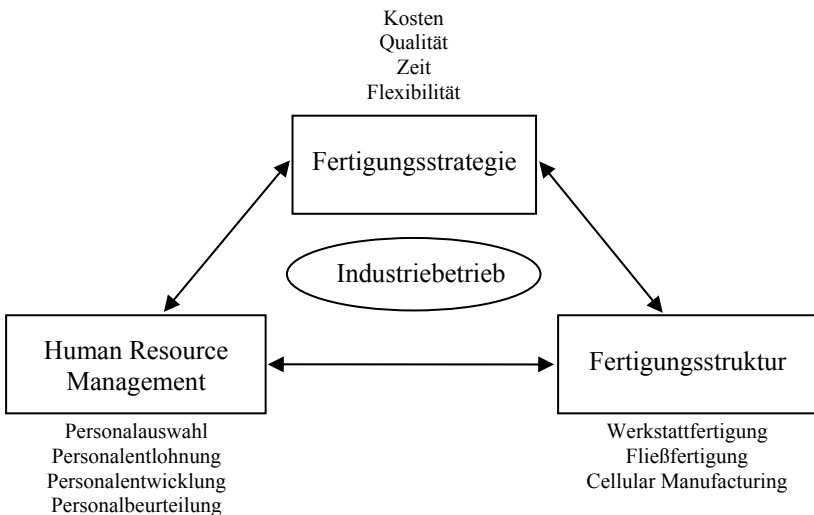 Kosten
Qualität
Zeit
Flexibilität
Fertigungsstrategie
Industriebetrieb
Human Resource
Management
Fertigungsstruktur
Personalauswahl
Personalentlohnung
Personalentwicklung
Personalbeurteilung
Werkstattfertigung
Fließfertigung
Cellular Manufacturing